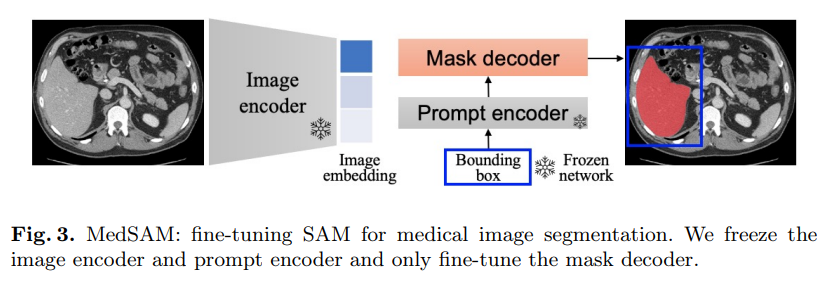 Image
encoder
Image
embedding
Mask decoder
Prompt encoder
Bounding
box
Frozen
network
Fig. 3. MedSAM: fine-tuning SAM for medical image segmentation. We freeze the
image encoder and prompt encoder and only fine-tune the mask decoder.